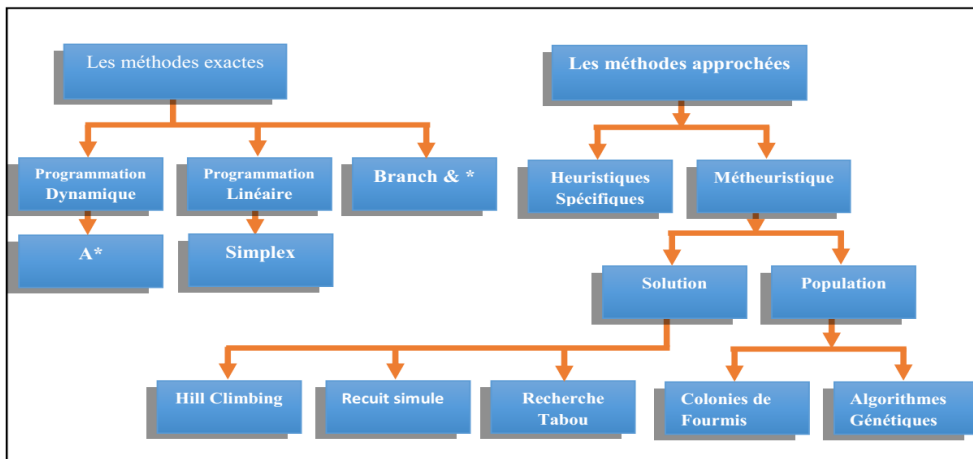 Les méthodes exactes
Les méthodes approchées
Programmation
Dynamique
Programmation
Linéaire
Branch & *
Heuristiques
Spécifiques
Métheuristique
A*
Simplex
Solution
Population
Hill Climbing
Recuit simule
Recherche
Tabou
Colonies de
Fourmis
Algorithmes
Génétiques